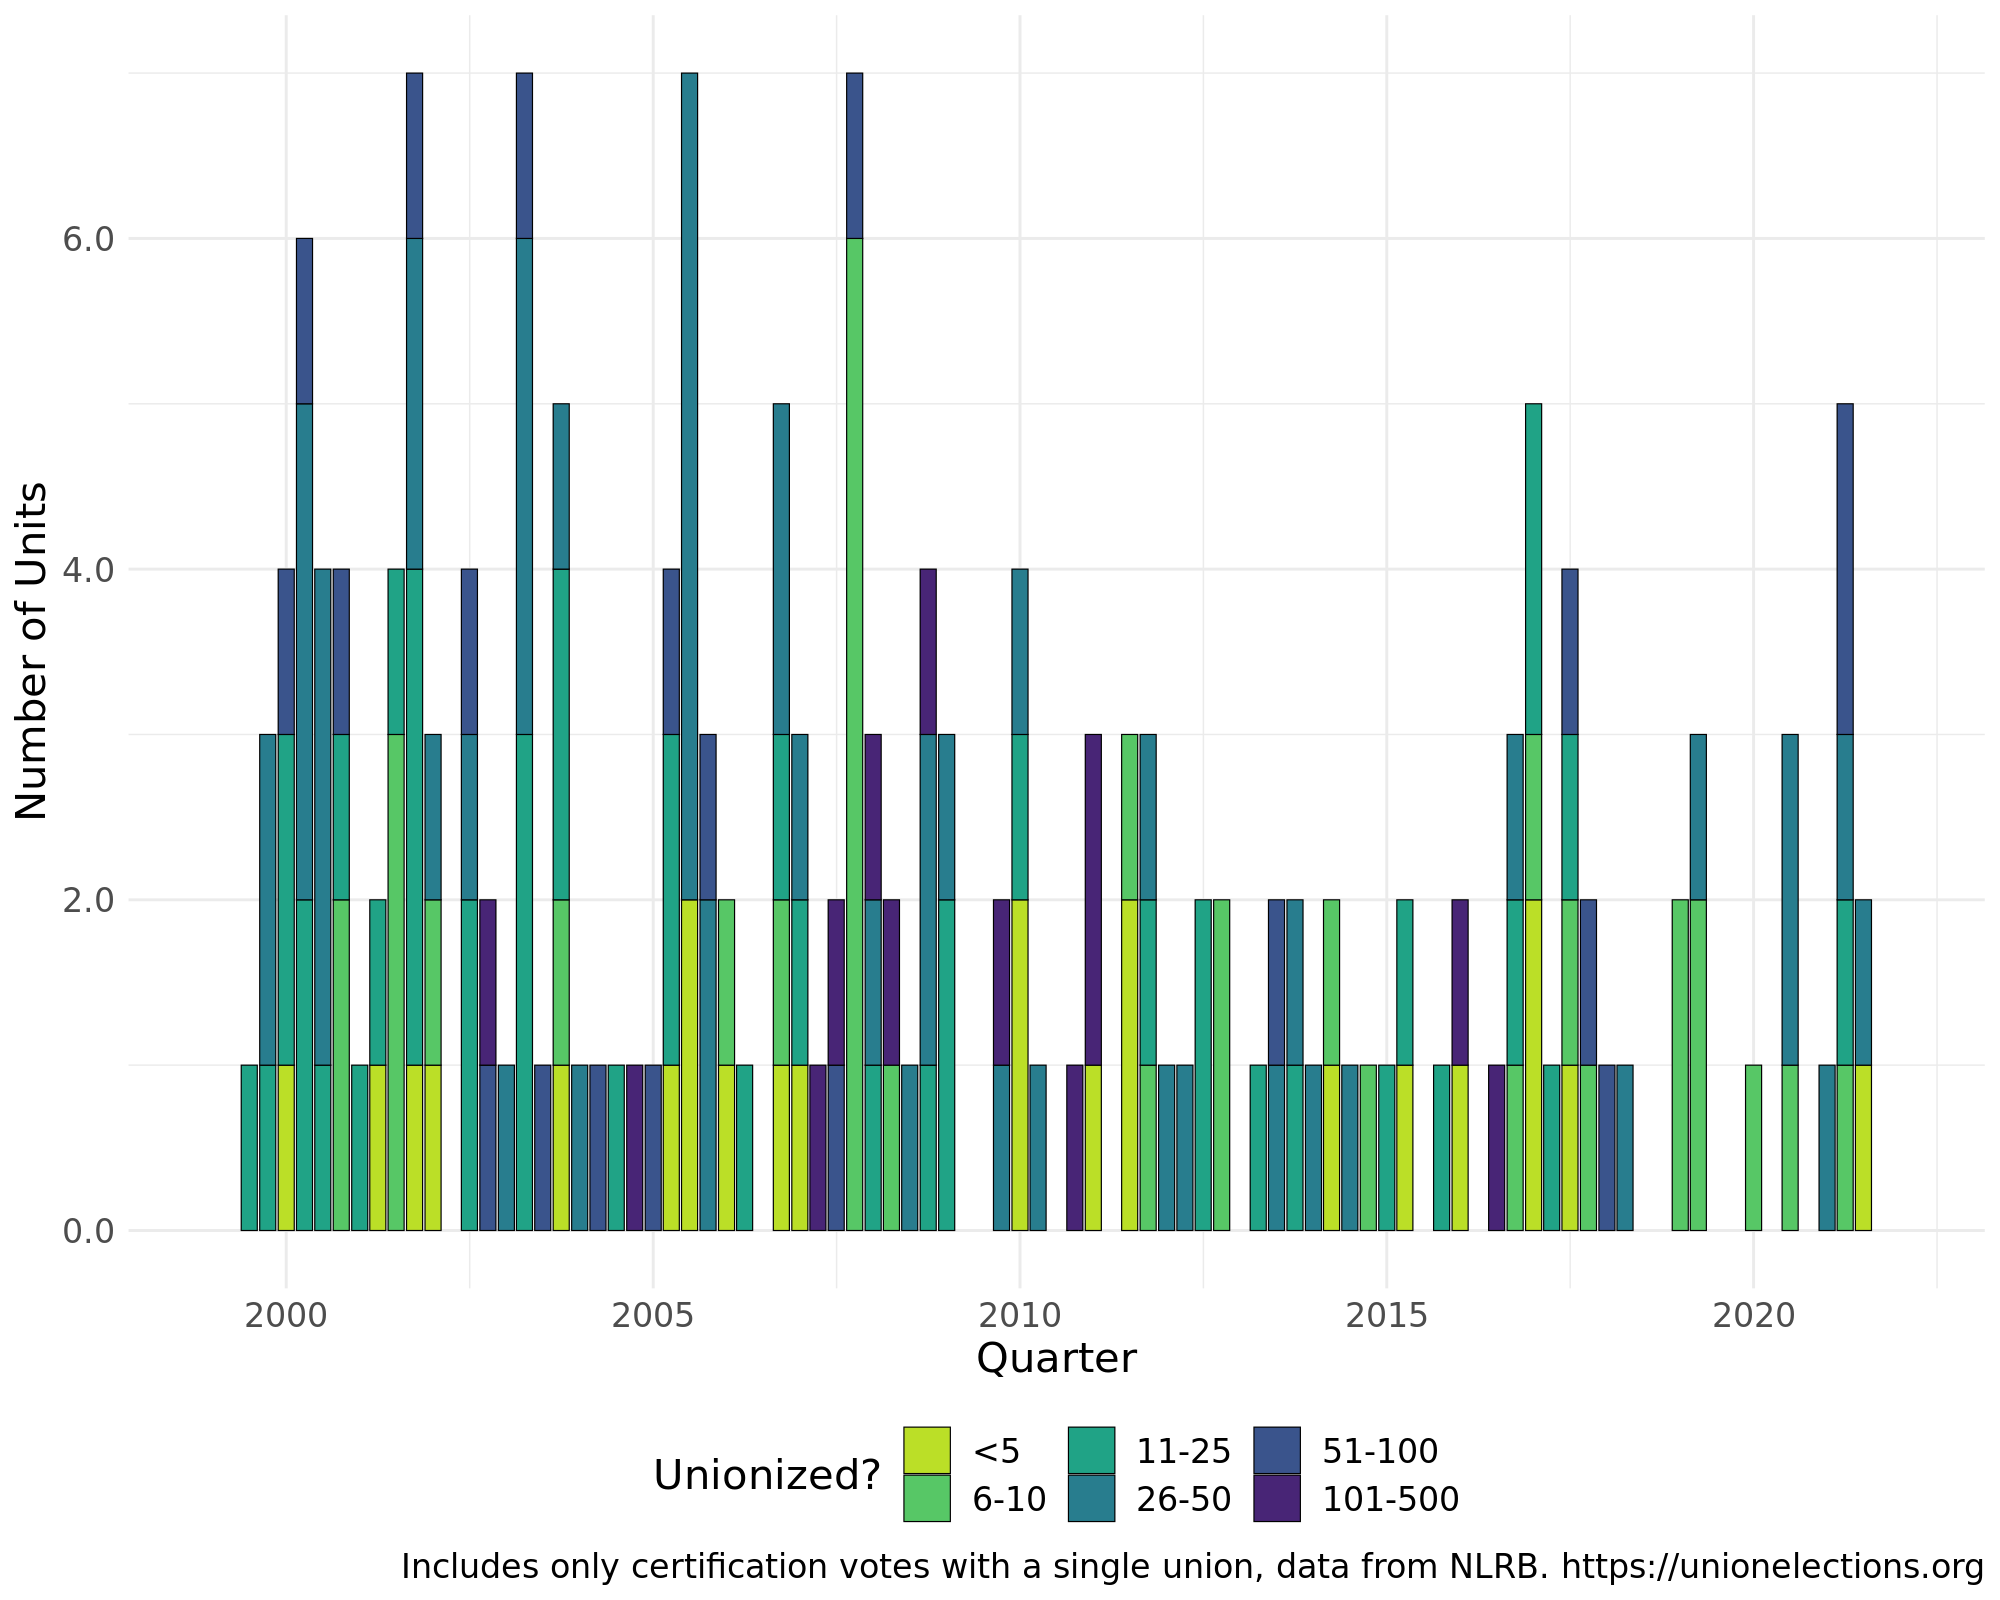 6.0
4.0
2.0
0.0
Number of Units
2000 2005 2010 2015 2020
Quarter
Unionized?
<5 11-25 51-100
6-10 26-50 101-500
Includes only certification votes with a single union, data from NLRB. https://unionelections.org